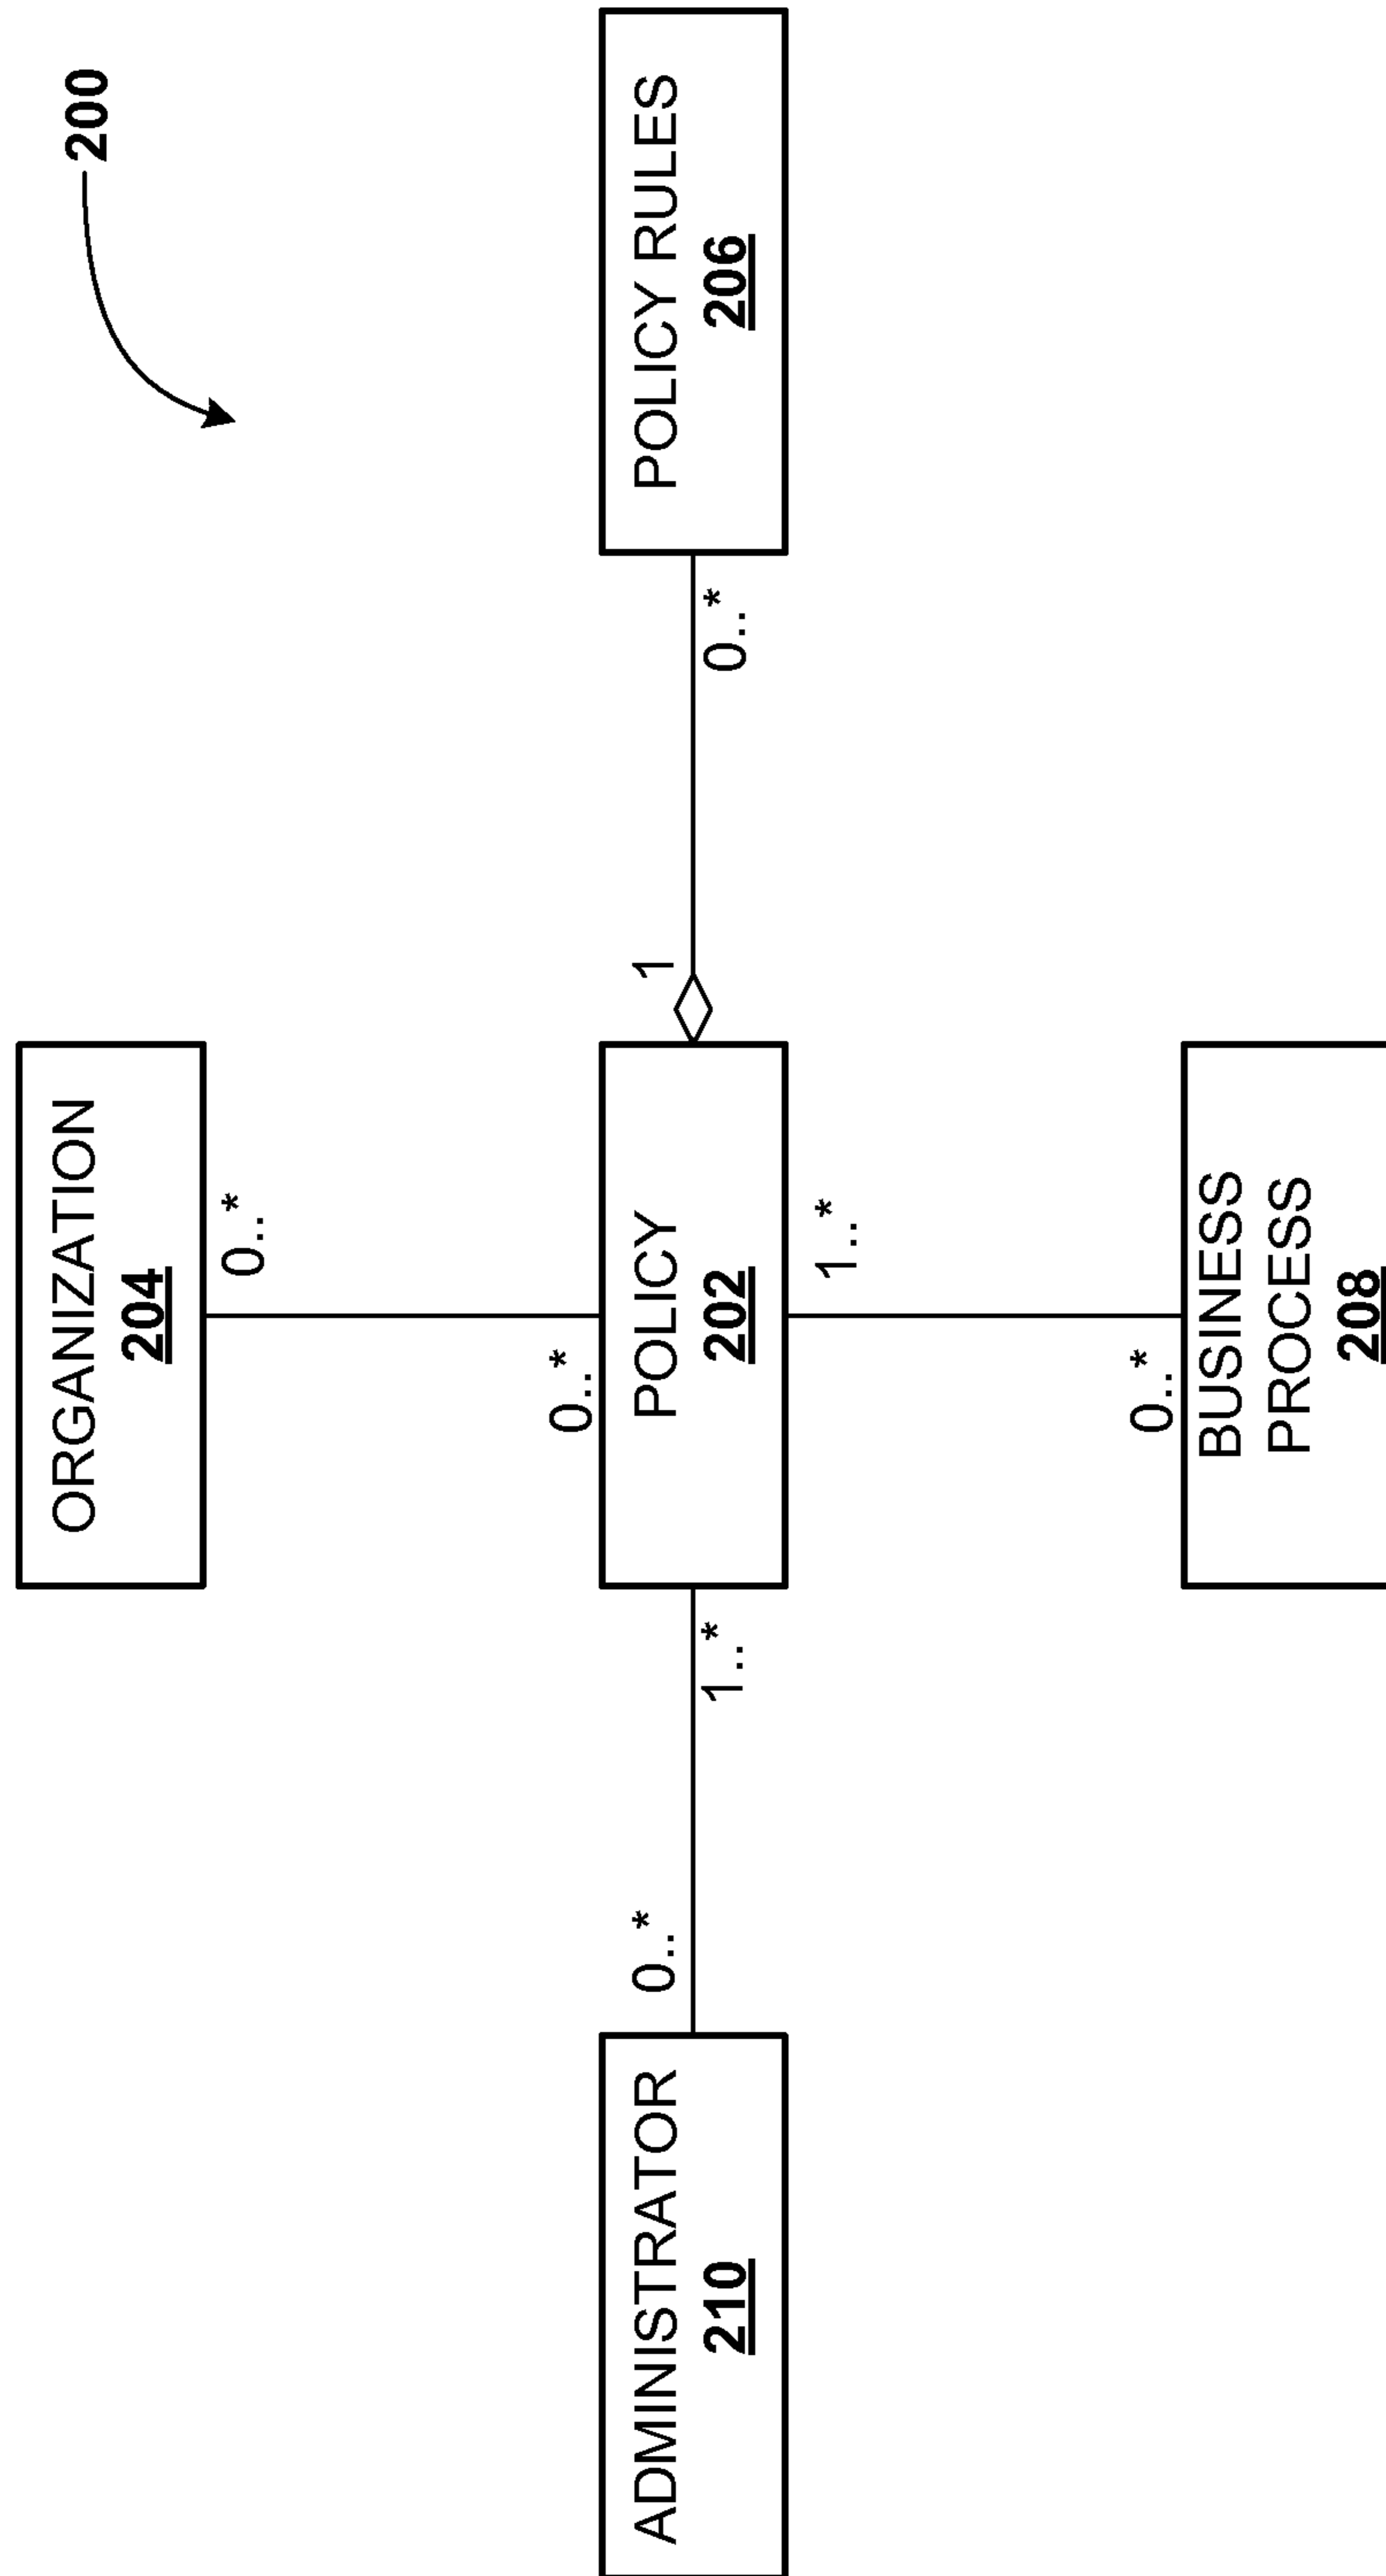 200
ORGANIZATION
204
0..*
0..*
ADMINISTRATOR
210
0..*
1..*
POLICY
202
1
0..*
POLICY RULES
206
1..*
0..*
BUSINESS
PROCESS
208